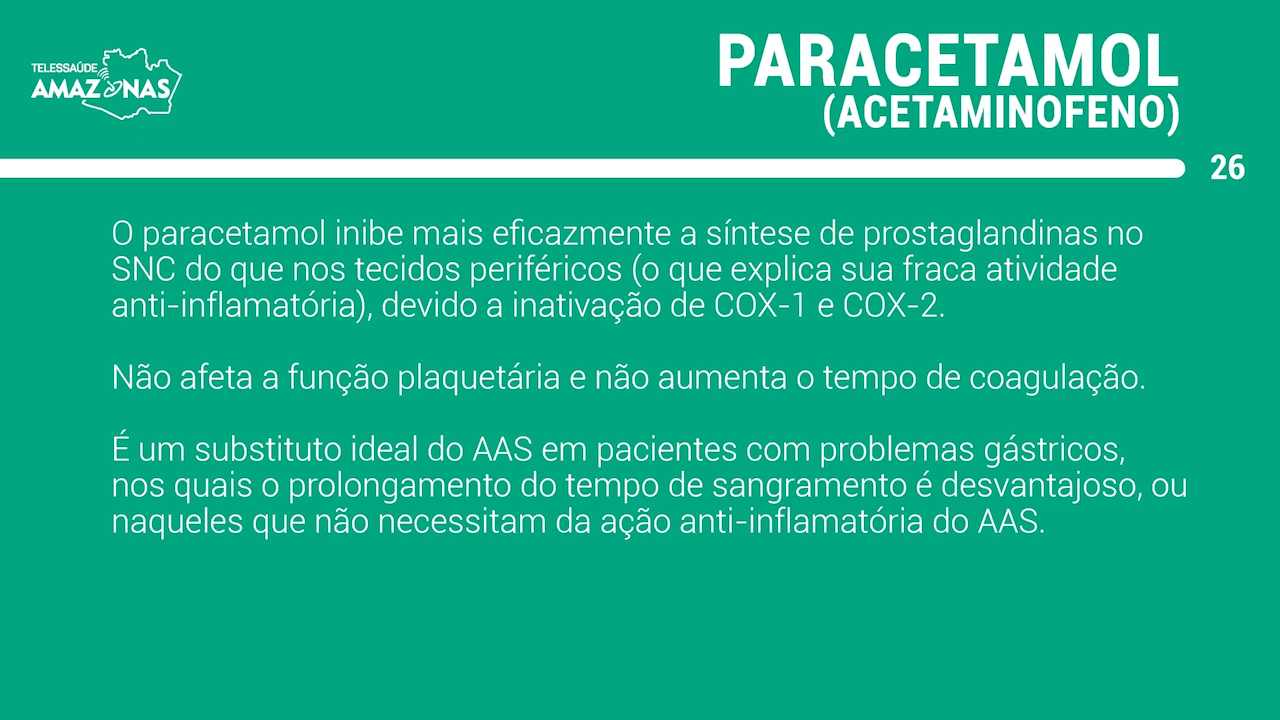 TELESSAÚDE
AMAZONAS
PARACETAMOL
(ACETAMINOFENO)
26
O paracetamol inibe mais eficazmente a síntese de prostaglandinas no
SNC do que nos tecidos periféricos (o que explica sua fraca atividade
anti-inflamatória), devido a inativação de COX-1 e COX-2.
Não afeta a função plaquetária e não aumenta o tempo de coagulação.
É um substituto ideal do AAS em pacientes com problemas gástricos,
nos quais o prolongamento do tempo de sangramento é desvantajoso, ou
naqueles que não necessitam da ação anti-inflamatória do AAS.